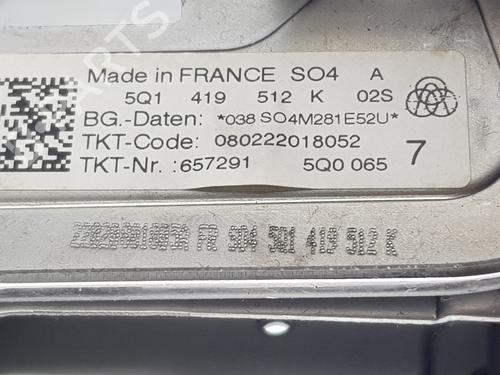 Made in FRANCE SO4 A
5Q1 419 512 K 02S
BG.-Daten: *038 SO4M281E52U*
TKT-Code: 080222018052
TKT-Nr.: 657291 5Q0 065 7
FR S04 5Q1 419 512 K